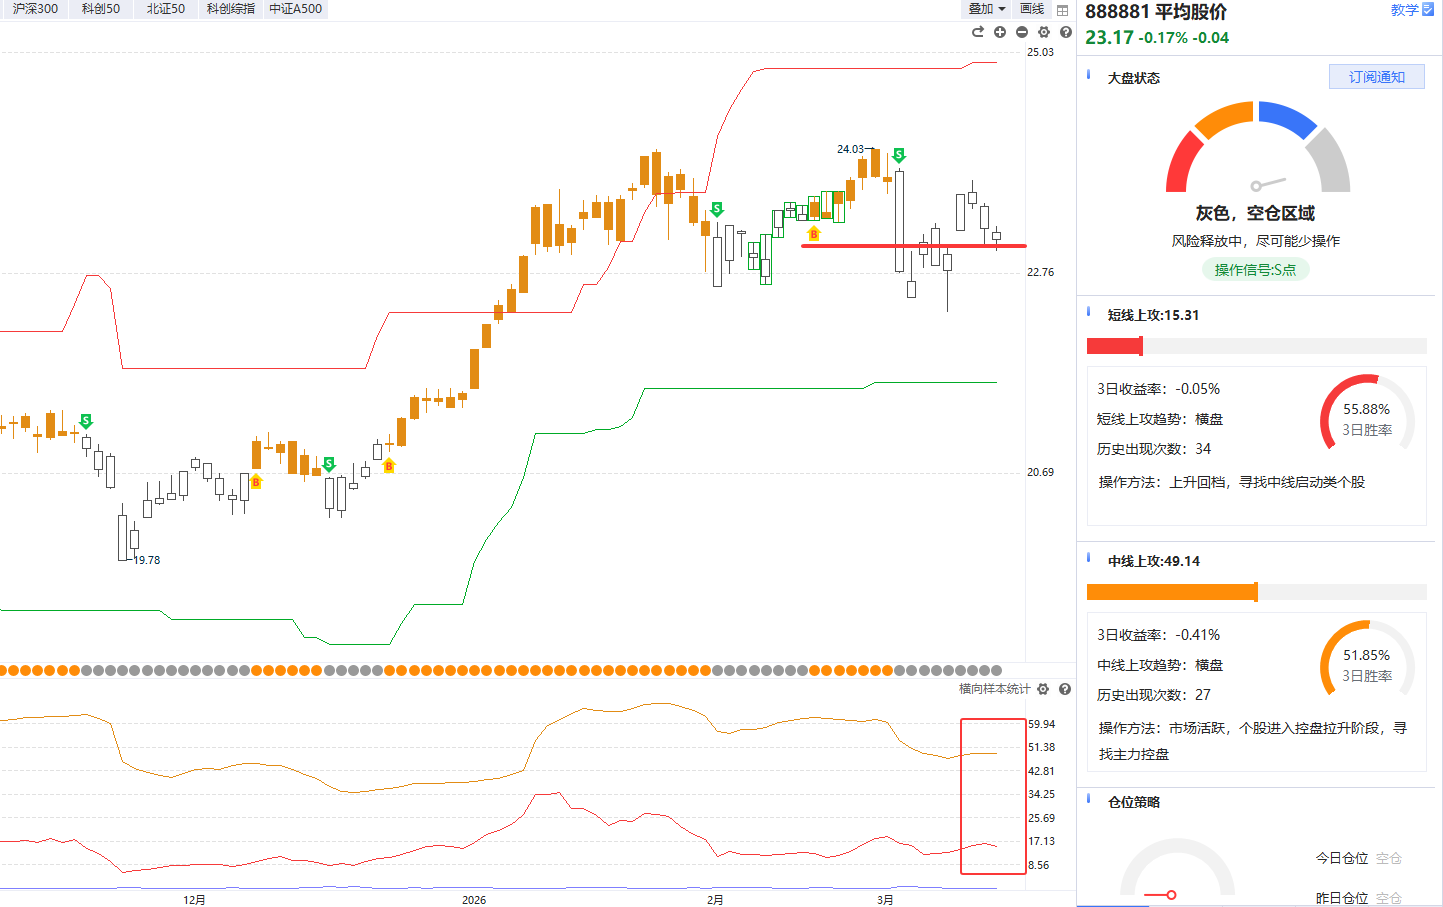 沪深300 科创50 北证50 科创综指 中证A500 叠加 画线
25.03
24.03
S
S
B
22.76
S
S
B
B
20.69
19.78
横向样本统计
59.94
51.38
42.81
34.25
25.69
17.13
8.56
12月 2026 2月 3月
888881 平均股价 教学
23.17 -0.17% -0.04
大盘状态 订阅通知
灰色，空仓区域
风险释放中，尽可能少操作
操作信号:S点
短线上攻:15.31
3日收益率：-0.05%
短线上攻趋势：横盘
历史出现次数：34
55.88%
3日胜率
操作方法：上升回档，寻找中线启动类个股
中线上攻:49.14
3日收益率：-0.41%
中线上攻趋势：横盘
历史出现次数：27
51.85%
3日胜率
操作方法：市场活跃，个股进入控盘拉升阶段，寻
找主力控盘
仓位策略
今日仓位 空仓
昨日仓位 空仓